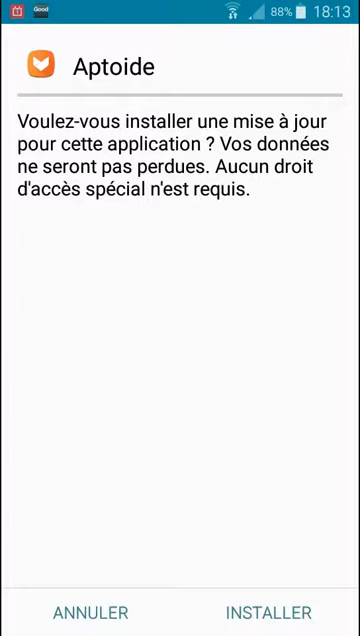 Good
88% 18:13
Aptoide
Voulez-vous installer une mise à jour
pour cette application ? Vos données
ne seront pas perdues. Aucun droit
d'accès spécial n'est requis.
ANNULER INSTALLER